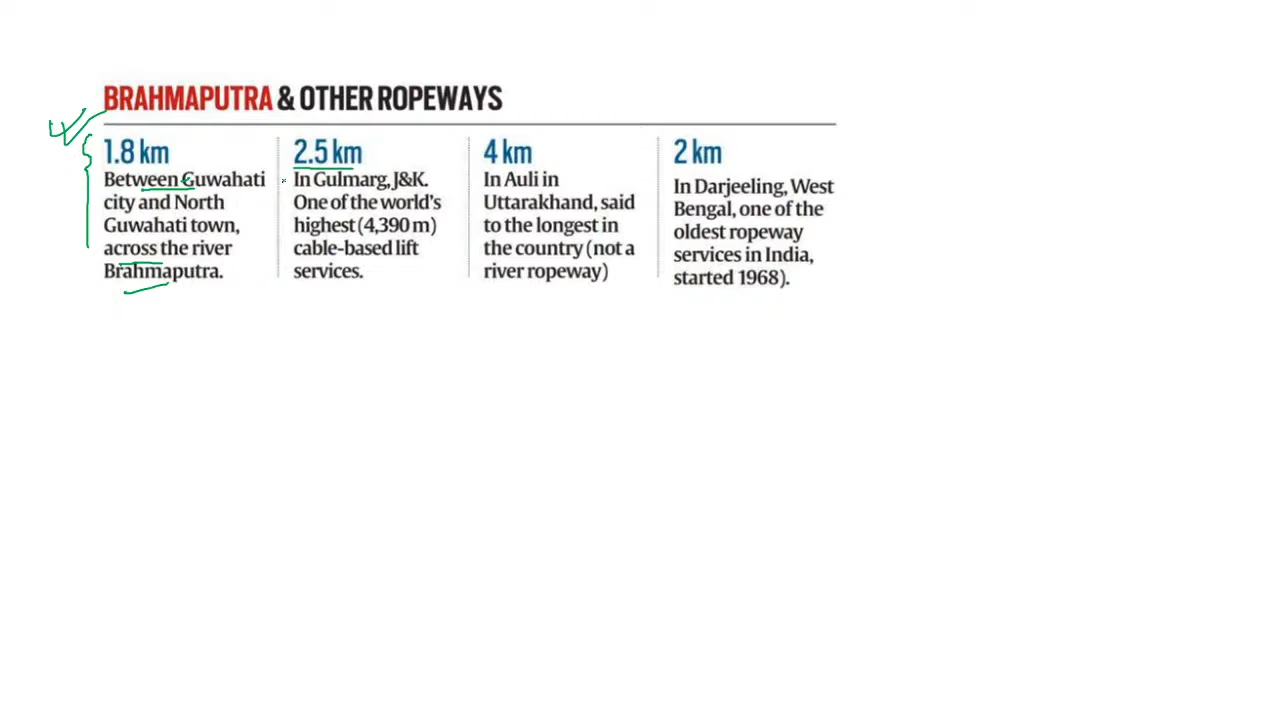 BRAHMAPUTRA & OTHER ROPEWAYS
1.8 km
Between Guwahati
city and North
Guwahati town,
across the river
Brahmaputra.
2.5 km
In Gulmarg, J&K.
One of the world's
highest (4,390 m)
cable-based lift
services.
4 km
In Auli in
Uttarakhand, said
to the longest in
the country (not a
river ropeway)
2 km
In Darjeeling, West
Bengal, one of the
oldest ropeway
services in India,
started 1968).